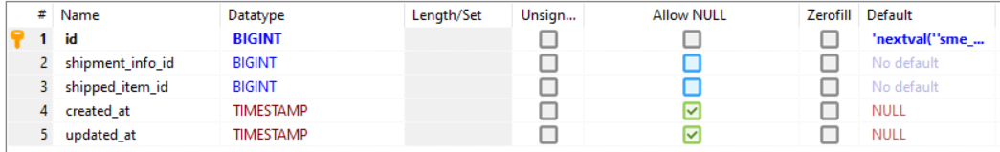 # Name Datatype Length/Set Unsign... Allow NULL Zerofill Default
1 id BIGINT 'nextval(''sme_...
2 shipment_info_id BIGINT No default
3 shipped_item_id BIGINT No default
4 created_at TIMESTAMP NULL
5 updated_at TIMESTAMP NULL